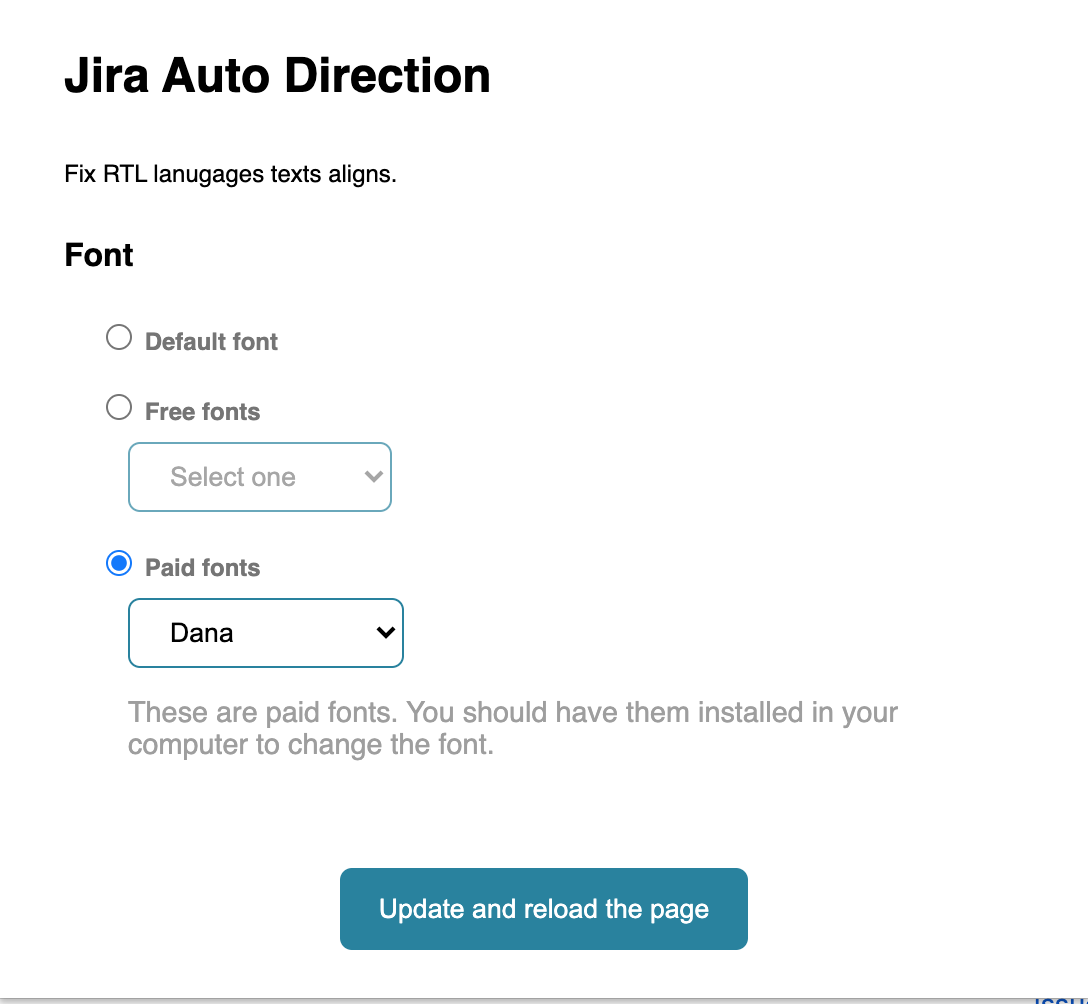 Jira Auto Direction
Fix RTL lanugages texts aligns.
Font
Default font
Free fonts
Select one
Paid fonts
Dana
These are paid fonts. You should have them installed in your
computer to change the font.
Update and reload the page